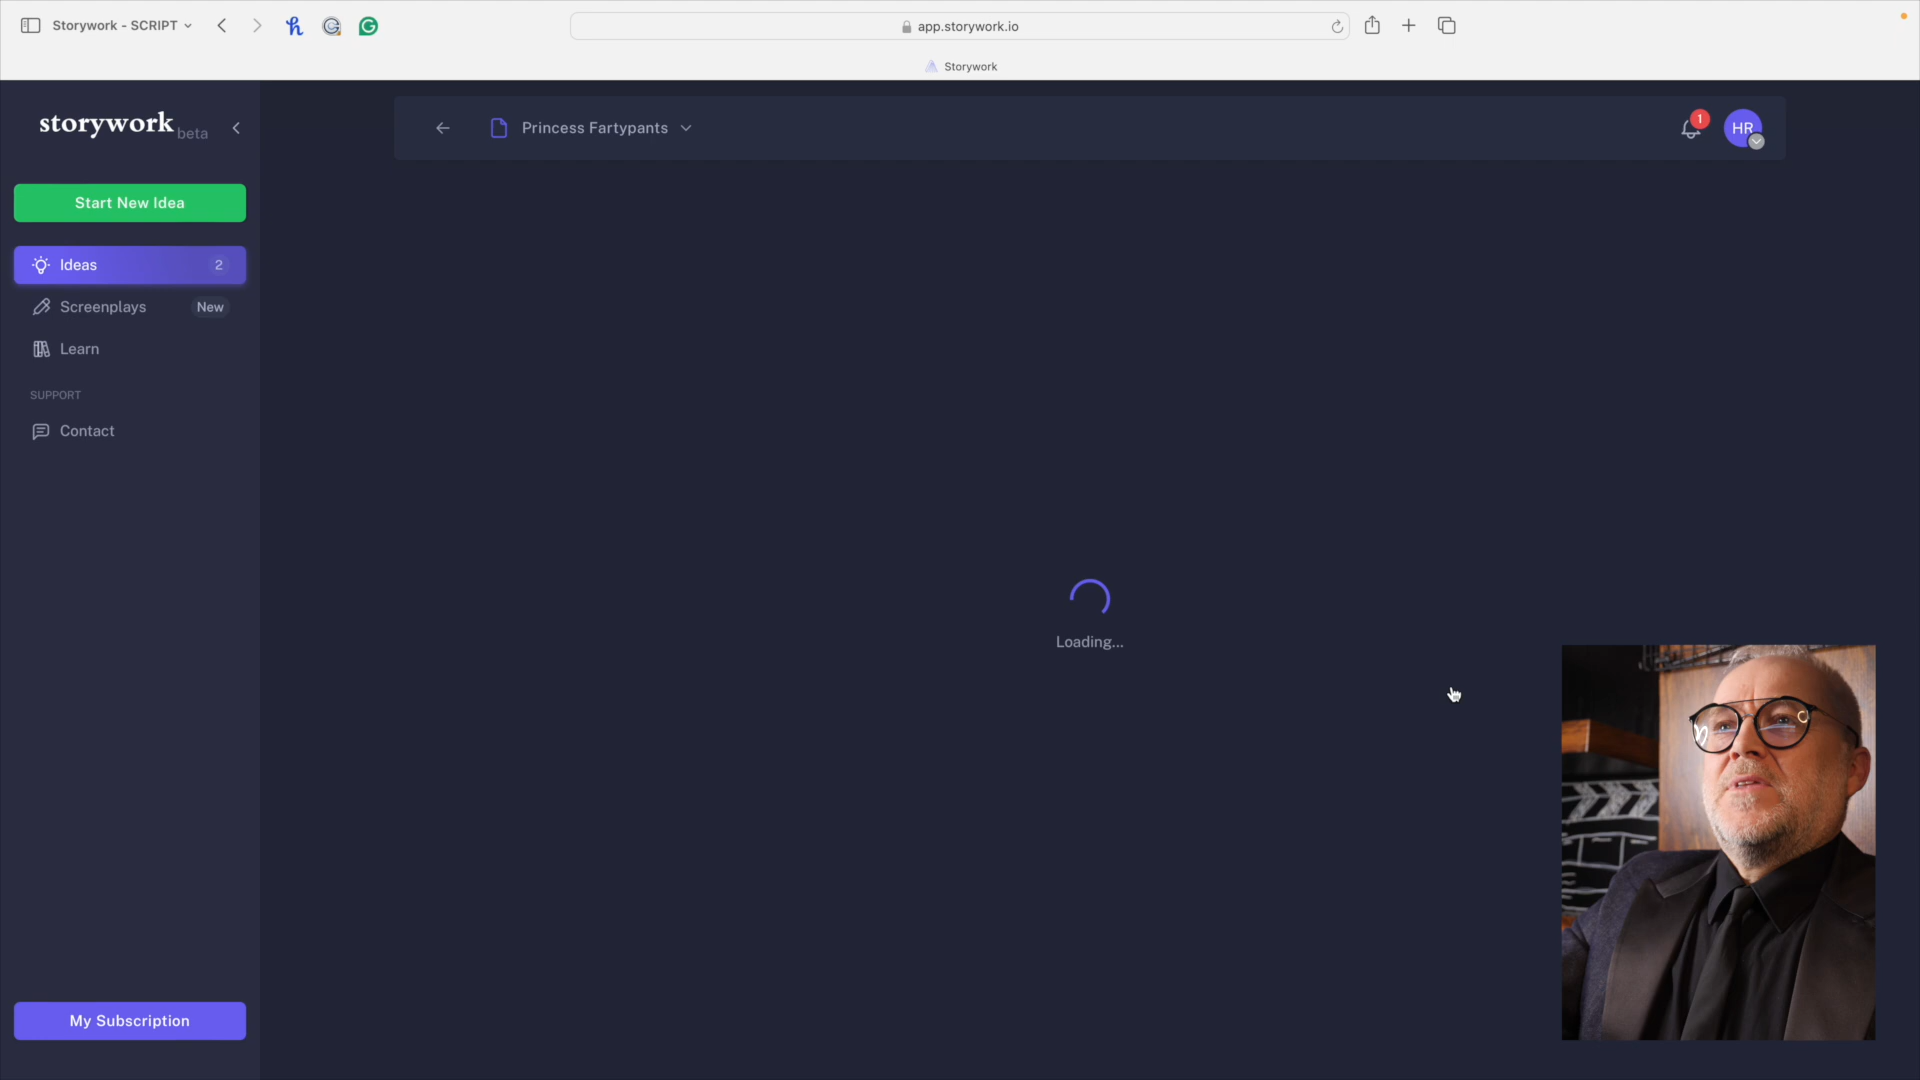 Storywork - SCRIPT
app.storywork.io
Storywork
storywork beta
Princess Fartypants
1
HR
Start New Idea
Ideas 2
Screenplays New
Learn
SUPPORT
Contact
Loading...
My Subscription